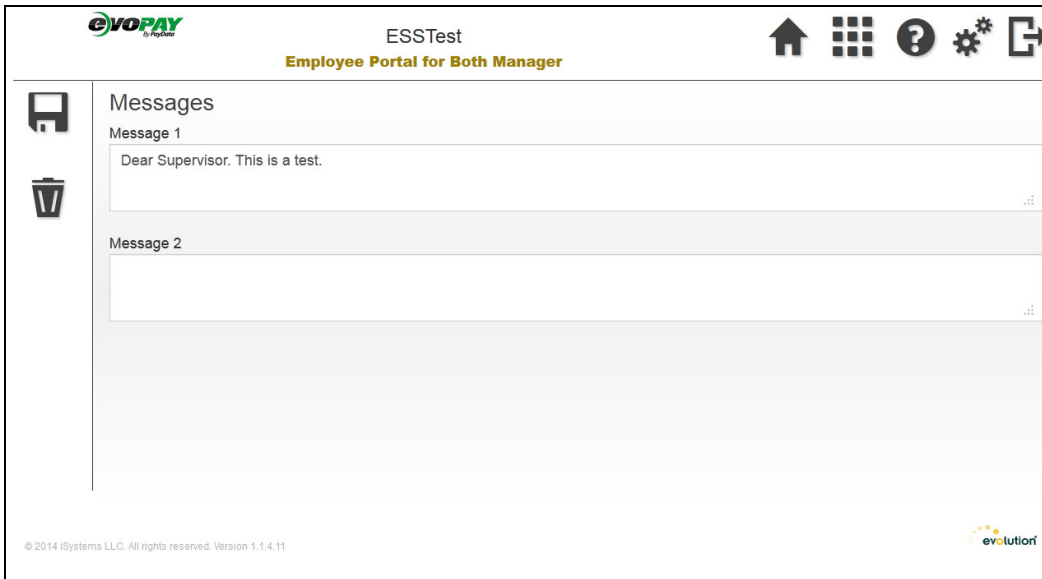 evoPAY
By PayData
ESSTest
Employee Portal for Both Manager
Messages
Message 1
Dear Supervisor. This is a test.
Message 2
© 2014 iSystems LLC. All rights reserved. Version 1.1.4.11
evolution